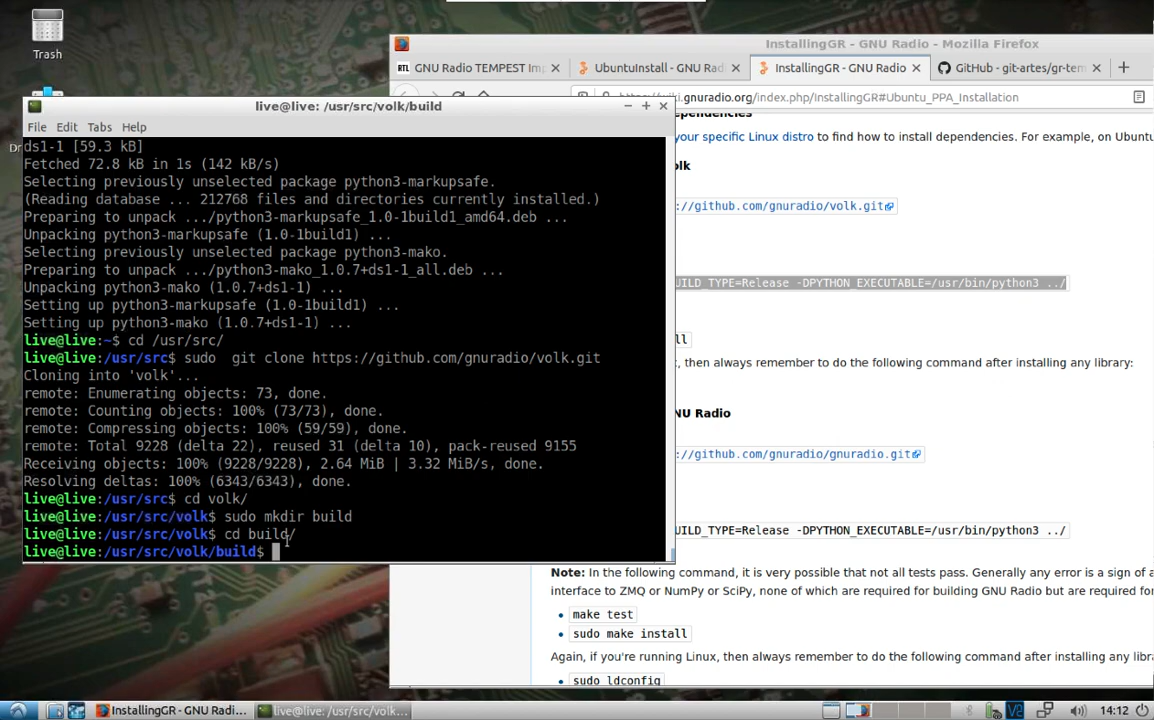 Trash
InstallingGR - GNU Radio - Mozilla Firefox
RTL GNU Radio TEMPEST Im
UbuntuInstall - GNU Rad
InstallingGR - GNU Radio
GitHub - git-artes/gr-tem
.gnuradio.org/index.php/InstallingGR#Ubuntu_PPA_Installation
live@live: /usr/src/volk/build
File Edit Tabs Help
ds1-1 [59.3 kB]
Fetched 72.8 kB in 1s (142 kB/s)
Selecting previously unselected package python3-markupsafe.
(Reading database ... 212768 files and directories currently installed.)
Preparing to unpack .../python3-markupsafe_1.0-1build1_amd64.deb ...
Unpacking python3-markupsafe (1.0-1build1) ...
Selecting previously unselected package python3-mako.
Preparing to unpack .../python3-mako_1.0.7+ds1-1_all.deb ...
Unpacking python3-mako (1.0.7+ds1-1) ...
Setting up python3-markupsafe (1.0-1build1) ...
Setting up python3-mako (1.0.7+ds1-1) ...
live@live:~$ cd /usr/src/
live@live:/usr/src$ sudo  git clone https://github.com/gnuradio/volk.git
Cloning into 'volk'...
remote: Enumerating objects: 73, done.
remote: Counting objects: 100% (73/73), done.
remote: Compressing objects: 100% (59/59), done.
remote: Total 9228 (delta 22), reused 31 (delta 10), pack-reused 9155
Receiving objects: 100% (9228/9228), 2.64 MiB | 3.32 MiB/s, done.
Resolving deltas: 100% (6343/6343), done.
live@live:/usr/src$ cd volk/
live@live:/usr/src/volk$ sudo mkdir build
live@live:/usr/src/volk$ cd build/
live@live:/usr/src/volk/build$
ependencies
your specific Linux distro to find how to install dependencies. For example, on Ubuntu
olk
://github.com/gnuradio/volk.git
UILD_TYPE=Release -DPYTHON_EXECUTABLE=/usr/bin/python3 ../
ll
, then always remember to do the following command after installing any library:
NU Radio
://github.com/gnuradio/gnuradio.git
UILD_TYPE=Release -DPYTHON_EXECUTABLE=/usr/bin/python3 ../
Note: In the following command, it is very possible that not all tests pass. Generally any error is a sign of a
interface to ZMQ or NumPy or SciPy, none of which are required for building GNU Radio but are required for
make test
sudo make install
Again, if you're running Linux, then always remember to do the following command after installing any libr
sudo ldconfig
InstallingGR - GNU Radi...
live@live: /usr/src/volk...
14:12